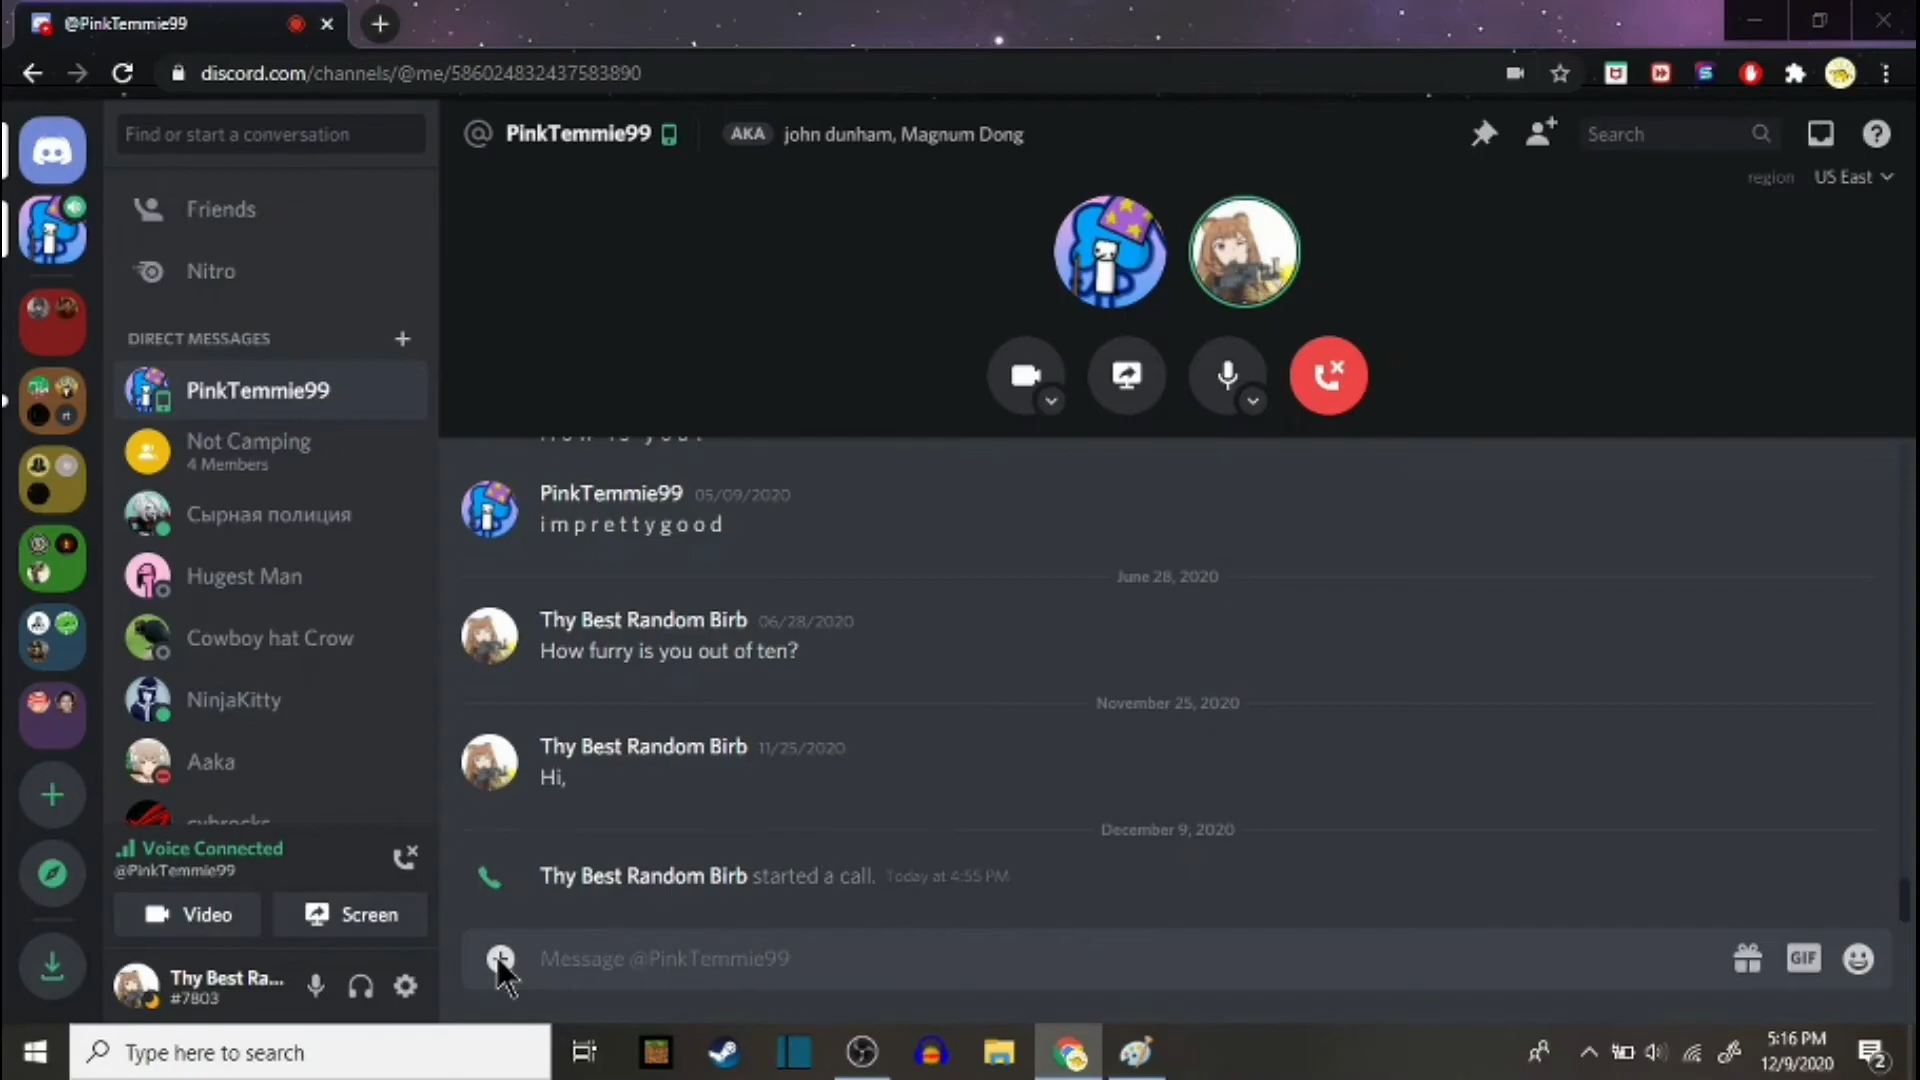 @PinkTemmie99
discord.com/channels/@me/586024832437583890
Find or start a conversation
PinkTemmie99
AKA
john dunham, Magnum Dong
Search
region
US East
Friends
Nitro
DIRECT MESSAGES
PinkTemmie99
Not Camping
4 Members
Сырная полиция
Hugest Man
Cowboy hat Crow
NinjaKitty
Aaka
Voice Connected
@PinkTemmie99
Video
Screen
Thy Best Ra...
#7803
PinkTemmie99 05/09/2020
i m p r e t t y g o o d
June 28, 2020
Thy Best Random Birb 06/28/2020
How furry is you out of ten?
November 25, 2020
Thy Best Random Birb 11/25/2020
Hi,
December 9, 2020
Thy Best Random Birb started a call. Today at 4:55 PM
Message @PinkTemmie99
GIF
Type here to search
5:16 PM
12/9/2020
2